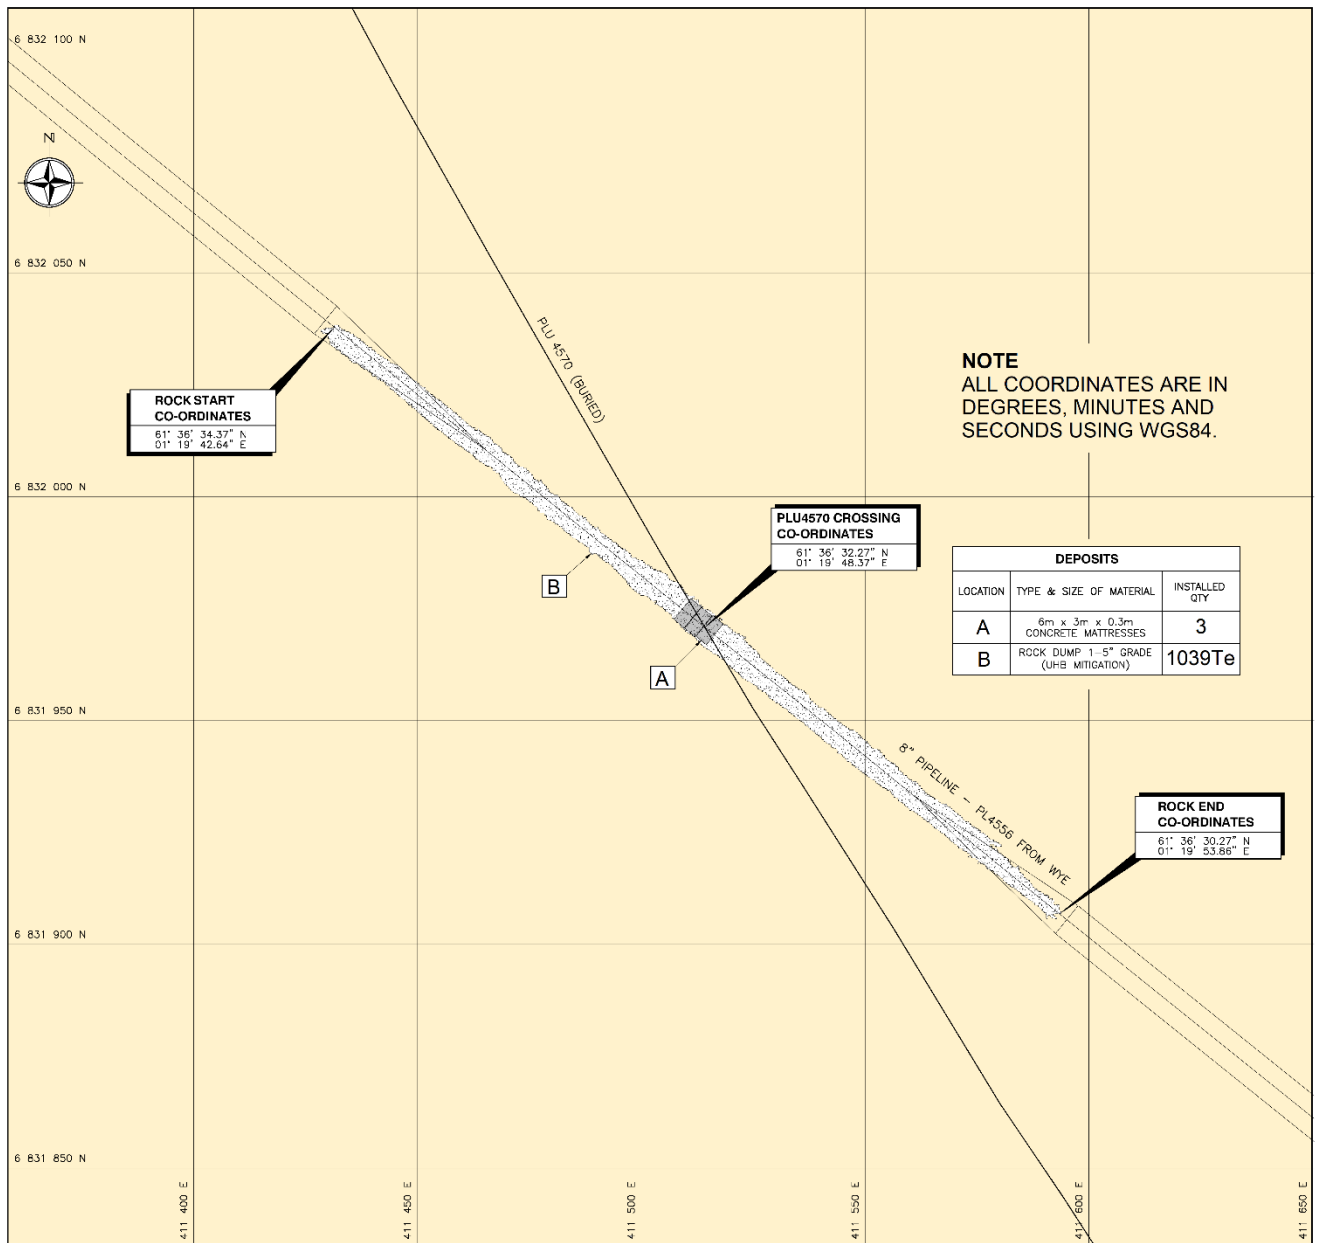 6 832 100 N
N
6 832 050 N
PLU 4570 (BURIED)
ROCK START
CO-ORDINATES
61° 36' 34.37" N
01° 19' 42.64" E
NOTE
ALL COORDINATES ARE IN
DEGREES, MINUTES AND
SECONDS USING WGS84.
6 832 000 N
PLU4570 CROSSING
CO-ORDINATES
61° 36' 32.27" N
01° 19' 48.37" E
B
A
DEPOSITS
LOCATION TYPE & SIZE OF MATERIAL INSTALLED QTY
A 6m x 3m x 0.3m CONCRETE MATTRESSES 3
B ROCK DUMP 1-5" GRADE (UHB MITIGATION) 1039Te
6 831 950 N
8" PIPELINE - PL4556 FROM WYE
ROCK END
CO-ORDINATES
61° 36' 30.27" N
01° 19' 53.86" E
6 831 900 N
6 831 850 N
411 400 E
411 450 E
411 500 E
411 550 E
411 600 E
411 650 E